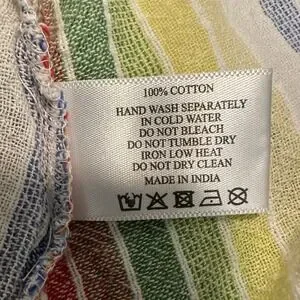 100% COTTON
HAND WASH SEPARATELY
IN COLD WATER
DO NOT BLEACH
DO NOT TUMBLE DRY
IRON LOW HEAT
DO NOT DRY CLEAN
MADE IN INDIA